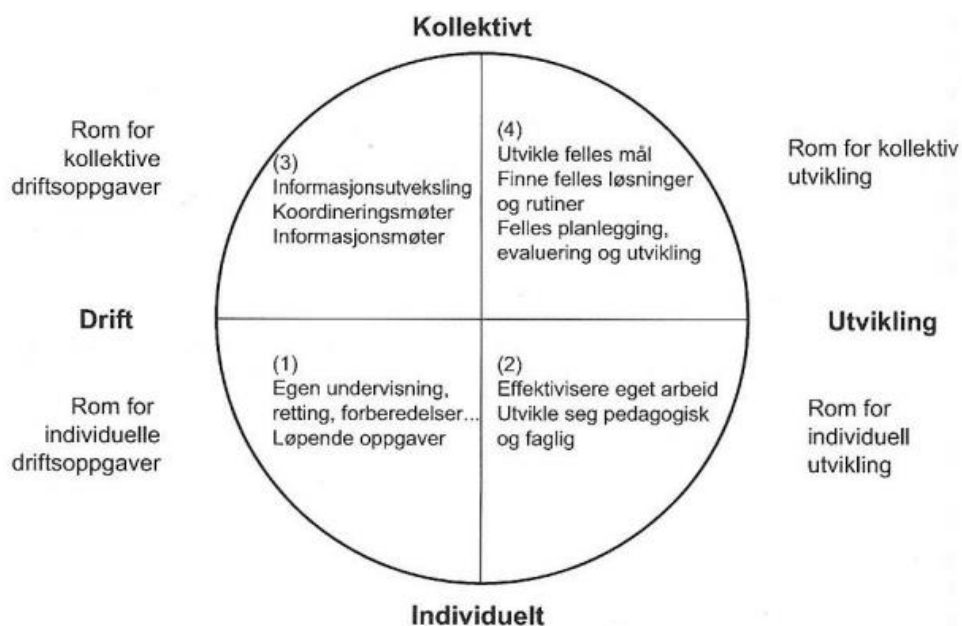 Kollektivt
Rom for
kollektive
driftsoppgaver
(3)
Informasjonsutveksling
Koordineringsmøter
Informasjonsmøter
(4)
Utvikle felles mål
Finne felles løsninger
og rutiner
Felles planlegging,
evaluering og utvikling
Rom for kollektiv
utvikling
Drift
Utvikling
Rom for
individuelle
driftsoppgaver
(1)
Egen undervisning,
retting, forberedelser...
Løpende oppgaver
(2)
Effektivisere eget arbeid
Utvikle seg pedagogisk
og faglig
Rom for
individuell
utvikling
Individuelt